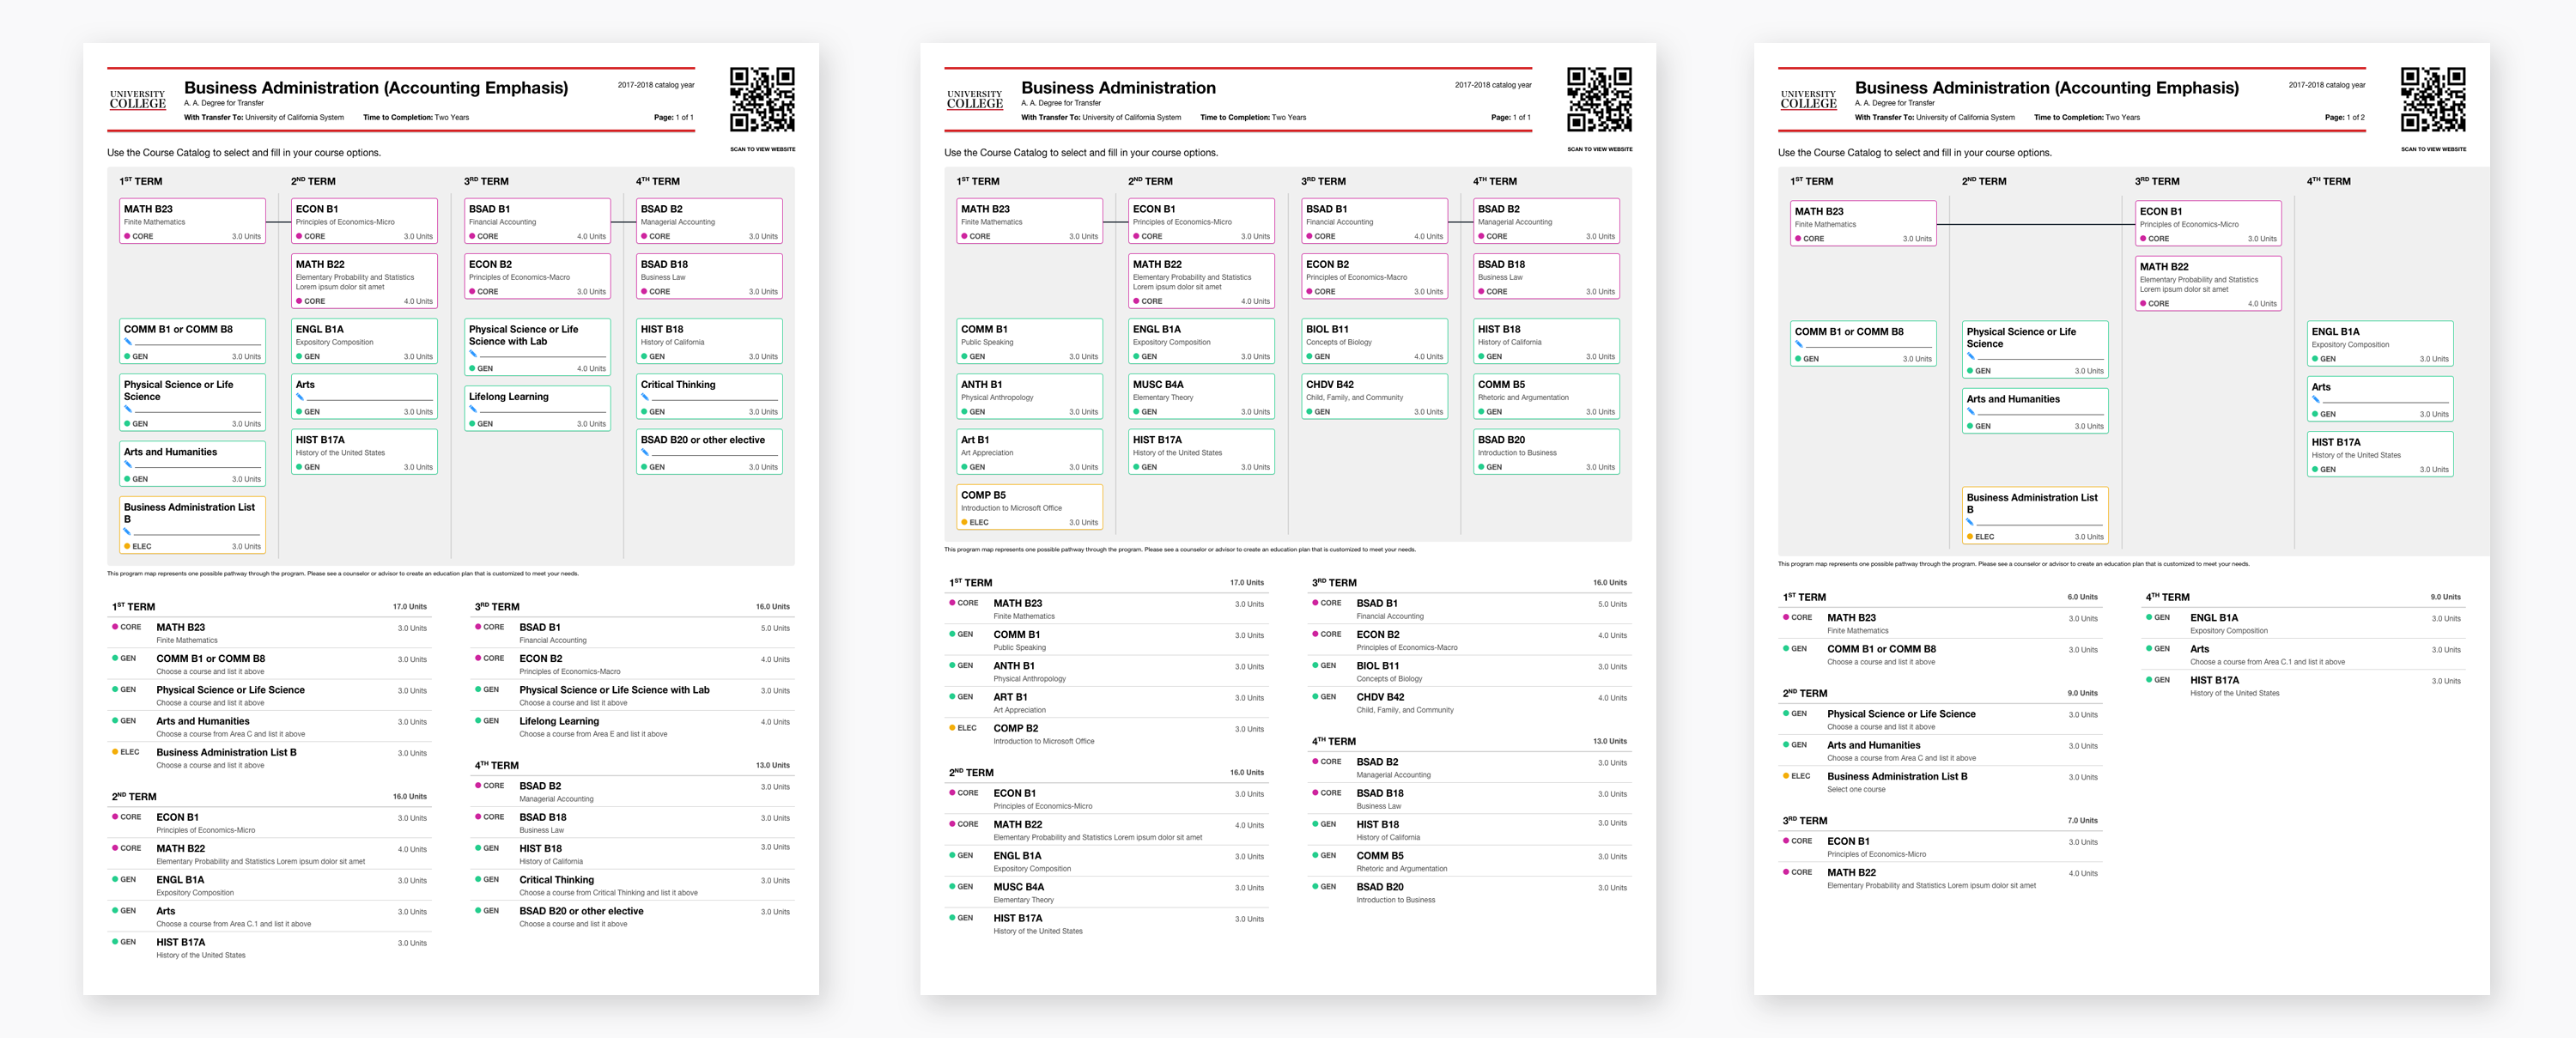 UNIVERSITY
COLLEGE
Business Administration (Accounting Emphasis)
2017-2018 catalog year
A. A. Degree for Transfer
With Transfer To: University of California System Time to Completion: Two Years Page: 1 of 1
SCAN TO VIEW WEBSITE
Use the Course Catalog to select and fill in your course options.
1ST TERM
MATH B23
Finite Mathematics
CORE 3.0 Units
COMM B1 or COMM B8
GEN 3.0 Units
Physical Science or Life
Science
GEN 3.0 Units
Arts and Humanities
GEN 3.0 Units
Business Administration List
B
ELEC 3.0 Units
2ND TERM
ECON B1
Principles of Economics-Micro
CORE 3.0 Units
MATH B22
Elementary Probability and Statistics
Lorem ipsum dolor sit amet
CORE 4.0 Units
ENGL B1A
Expository Composition
GEN 3.0 Units
Arts
GEN 3.0 Units
HIST B17A
History of the United States
GEN 3.0 Units
3RD TERM
BSAD B1
Financial Accounting
CORE 4.0 Units
ECON B2
Principles of Economics-Macro
CORE 3.0 Units
Physical Science or Life
Science with Lab
GEN 4.0 Units
Lifelong Learning
GEN 3.0 Units
4TH TERM
BSAD B2
Managerial Accounting
CORE 3.0 Units
BSAD B18
Business Law
CORE 3.0 Units
HIST B18
History of California
GEN 3.0 Units
Critical Thinking
GEN 3.0 Units
BSAD B20 or other elective
GEN 3.0 Units
This program map represents one possible pathway through the program. Please see a counselor or advisor to create an education plan that is customized to meet your needs.
1ST TERM 17.0 Units
CORE MATH B23 3.0 Units
Finite Mathematics
GEN COMM B1 or COMM B8 3.0 Units
Choose a course and list it above
GEN Physical Science or Life Science 3.0 Units
Choose a course and list it above
GEN Arts and Humanities 3.0 Units
Choose a course from Area C and list it above
ELEC Business Administration List B 3.0 Units
Choose a course and list it above
2ND TERM 16.0 Units
CORE ECON B1 3.0 Units
Principles of Economics-Micro
CORE MATH B22 4.0 Units
Elementary Probability and Statistics Lorem ipsum dolor sit amet
GEN ENGL B1A 3.0 Units
Expository Composition
GEN Arts 3.0 Units
Choose a course from Area C.1 and list it above
GEN HIST B17A 3.0 Units
History of the United States
3RD TERM 16.0 Units
CORE BSAD B1 5.0 Units
Financial Accounting
CORE ECON B2 4.0 Units
Principles of Economics-Macro
GEN Physical Science or Life Science with Lab 3.0 Units
Choose a course and list it above
GEN Lifelong Learning 4.0 Units
Choose a course from Area E and list it above
4TH TERM 13.0 Units
CORE BSAD B2 3.0 Units
Managerial Accounting
CORE BSAD B18 3.0 Units
Business Law
GEN HIST B18 3.0 Units
History of California
GEN Critical Thinking 3.0 Units
Choose a course from Critical Thinking and list it above
GEN BSAD B20 or other elective 3.0 Units
Choose a course and list it above
UNIVERSITY
COLLEGE
Business Administration
2017-2018 catalog year
A. A. Degree for Transfer
With Transfer To: University of California System Time to Completion: Two Years Page: 1 of 1
SCAN TO VIEW WEBSITE
Use the Course Catalog to select and fill in your course options.
1ST TERM
MATH B23
Finite Mathematics
CORE 3.0 Units
COMM B1
Public Speaking
GEN 3.0 Units
ANTH B1
Physical Anthropology
GEN 3.0 Units
Art B1
Art Appreciation
GEN 3.0 Units
COMP B5
Introduction to Microsoft Office
ELEC 3.0 Units
2ND TERM
ECON B1
Principles of Economics-Micro
CORE 3.0 Units
MATH B22
Elementary Probability and Statistics
Lorem ipsum dolor sit amet
CORE 4.0 Units
ENGL B1A
Expository Composition
GEN 3.0 Units
MUSC B4A
Elementary Theory
GEN 3.0 Units
HIST B17A
History of the United States
GEN 3.0 Units
3RD TERM
BSAD B1
Financial Accounting
CORE 4.0 Units
ECON B2
Principles of Economics-Macro
CORE 3.0 Units
BIOL B11
Concepts of Biology
GEN 4.0 Units
CHDV B42
Child, Family, and Community
GEN 3.0 Units
4TH TERM
BSAD B2
Managerial Accounting
CORE 3.0 Units
BSAD B18
Business Law
CORE 3.0 Units
HIST B18
History of California
GEN 3.0 Units
COMM B5
Rhetoric and Argumentation
GEN 3.0 Units
BSAD B20
Introduction to Business
GEN 3.0 Units
This program map represents one possible pathway through the program. Please see a counselor or advisor to create an education plan that is customized to meet your needs.
1ST TERM 17.0 Units
CORE MATH B23 3.0 Units
Finite Mathematics
GEN COMM B1 3.0 Units
Public Speaking
GEN ANTH B1 3.0 Units
Physical Anthropology
GEN ART B1 3.0 Units
Art Appreciation
ELEC COMP B2 3.0 Units
Introduction to Microsoft Office
2ND TERM 16.0 Units
CORE ECON B1 3.0 Units
Principles of Economics-Micro
CORE MATH B22 4.0 Units
Elementary Probability and Statistics Lorem ipsum dolor sit amet
GEN ENGL B1A 3.0 Units
Expository Composition
GEN MUSC B4A 3.0 Units
Elementary Theory
GEN HIST B17A 3.0 Units
History of the United States
3RD TERM 16.0 Units
CORE BSAD B1 5.0 Units
Financial Accounting
CORE ECON B2 4.0 Units
Principles of Economics-Macro
GEN BIOL B11 3.0 Units
Concepts of Biology
GEN CHDV B42 4.0 Units
Child, Family, and Community
4TH TERM 13.0 Units
CORE BSAD B2 3.0 Units
Managerial Accounting
CORE BSAD B18 3.0 Units
Business Law
GEN HIST B18 3.0 Units
History of California
GEN COMM B5 3.0 Units
Rhetoric and Argumentation
GEN BSAD B20 3.0 Units
Introduction to Business
UNIVERSITY
COLLEGE
Business Administration (Accounting Emphasis)
2017-2018 catalog year
A. A. Degree for Transfer
With Transfer To: University of California System Time to Completion: Two Years Page: 1 of 2
SCAN TO VIEW WEBSITE
Use the Course Catalog to select and fill in your course options.
1ST TERM
MATH B23
Finite Mathematics
CORE 3.0 Units
COMM B1 or COMM B8
GEN 3.0 Units
2ND TERM
Physical Science or Life
Science
GEN 3.0 Units
Arts and Humanities
GEN 3.0 Units
Business Administration List
B
ELEC 3.0 Units
3RD TERM
ECON B1
Principles of Economics-Micro
CORE 3.0 Units
MATH B22
Elementary Probability and Statistics
Lorem ipsum dolor sit amet
CORE 4.0 Units
4TH TERM
ENGL B1A
Expository Composition
GEN 3.0 Units
Arts
GEN 3.0 Units
HIST B17A
History of the United States
GEN 3.0 Units
This program map represents one possible pathway through the program. Please see a counselor or advisor to create an education plan that is customized to meet your needs.
1ST TERM 6.0 Units
CORE MATH B23 3.0 Units
Finite Mathematics
GEN COMM B1 or COMM B8 3.0 Units
Choose a course and list it above
2ND TERM 9.0 Units
GEN Physical Science or Life Science 3.0 Units
Choose a course and list it above
GEN Arts and Humanities 3.0 Units
Choose a course from Area C and list it above
ELEC Business Administration List B 3.0 Units
Select one course
3RD TERM 7.0 Units
CORE ECON B1 3.0 Units
Principles of Economics-Micro
CORE MATH B22 4.0 Units
Elementary Probability and Statistics Lorem ipsum dolor sit amet
4TH TERM 9.0 Units
GEN ENGL B1A 3.0 Units
Expository Composition
GEN Arts 3.0 Units
Choose a course from Area C.1 and list it above
GEN HIST B17A 3.0 Units
History of the United States